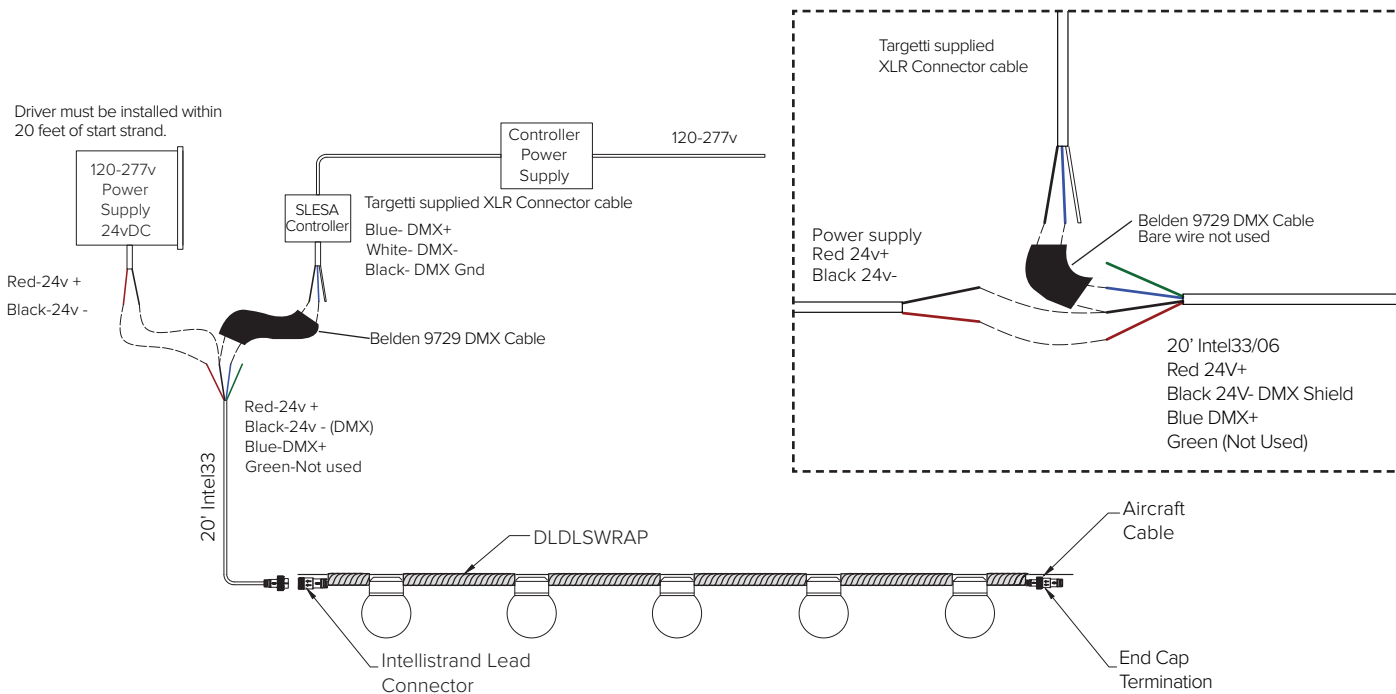 Driver must be installed within
20 feet of start strand.
120-277v
Power
Supply
24vDC
Red-24v +
Black-24v -
SLESA
Controller
Controller
Power
Supply
120-277v
Targetti supplied XLR Connector cable
Blue- DMX+
White- DMX-
Black- DMX Gnd
Belden 9729 DMX Cable
Red-24v +
Black-24v - (DMX)
Blue-DMX+
Green-Not used
20' Intel33
DLDLSWRAP
Intellistrand Lead
Connector
Aircraft
Cable
End Cap
Termination
Targetti supplied
XLR Connector cable
Belden 9729 DMX Cable
Bare wire not used
Power supply
Red 24v+
Black 24v-
20’ Intel33/06
Red 24V+
Black 24V- DMX Shield
Blue DMX+
Green (Not Used)